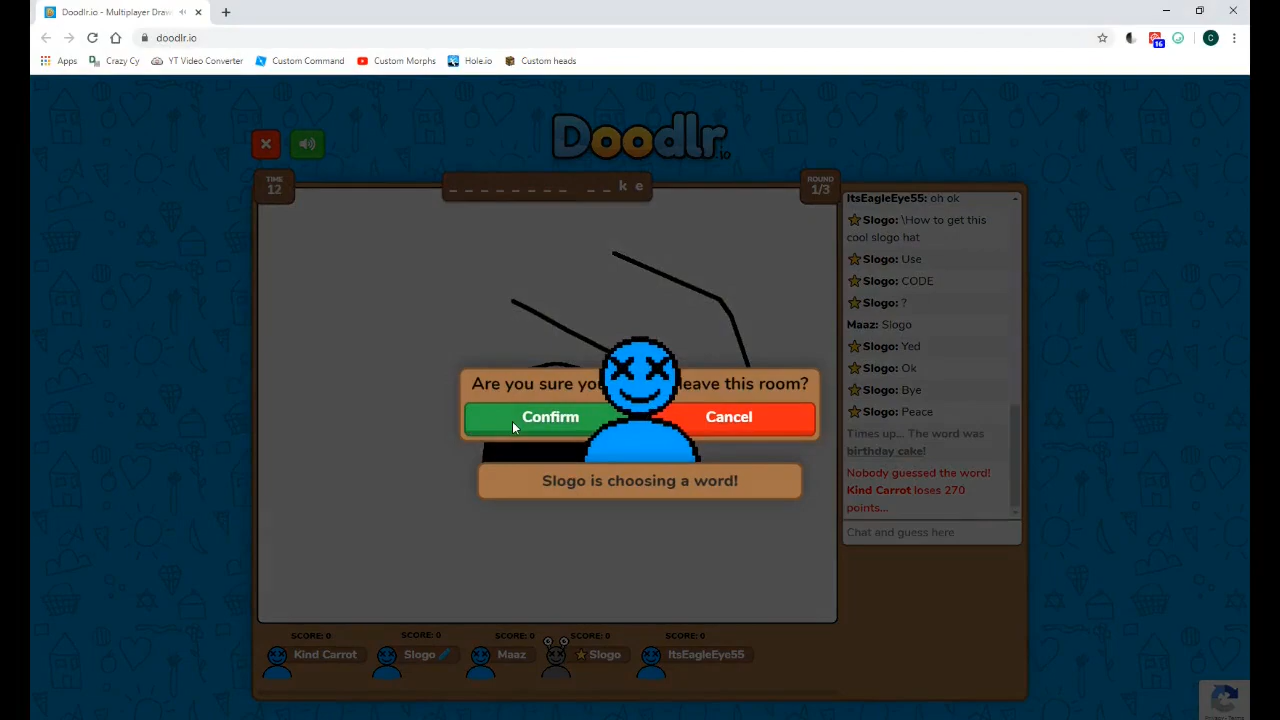 Doodlr.io - Multiplayer Draw
doodlr.io
16
C
Apps
Crazy Cy
YT Video Converter
Custom Command
Custom Morphs
Hole.io
Custom heads
Doodlr.io
TIME
12
_ _ _ _ _ _ _ _ _ _ k e
ROUND
1/3
ItsEagleEye55: oh ok
Slogo: \How to get this
cool slogo hat
Slogo: Use
Slogo: CODE
Slogo: ?
Maaz: Slogo
Slogo: Yed
Slogo: Ok
Slogo: Bye
Slogo: Peace
Times up... The word was
birthday cake!
Nobody guessed the word!
Kind Carrot loses 270
points...
Chat and guess here
Are you sure you leave this room?
Confirm
Cancel
Slogo is choosing a word!
SCORE: 0 SCORE: 0 SCORE: 0 SCORE: 0 SCORE: 0
Kind Carrot Slogo Maaz Slogo ItsEagleEye55